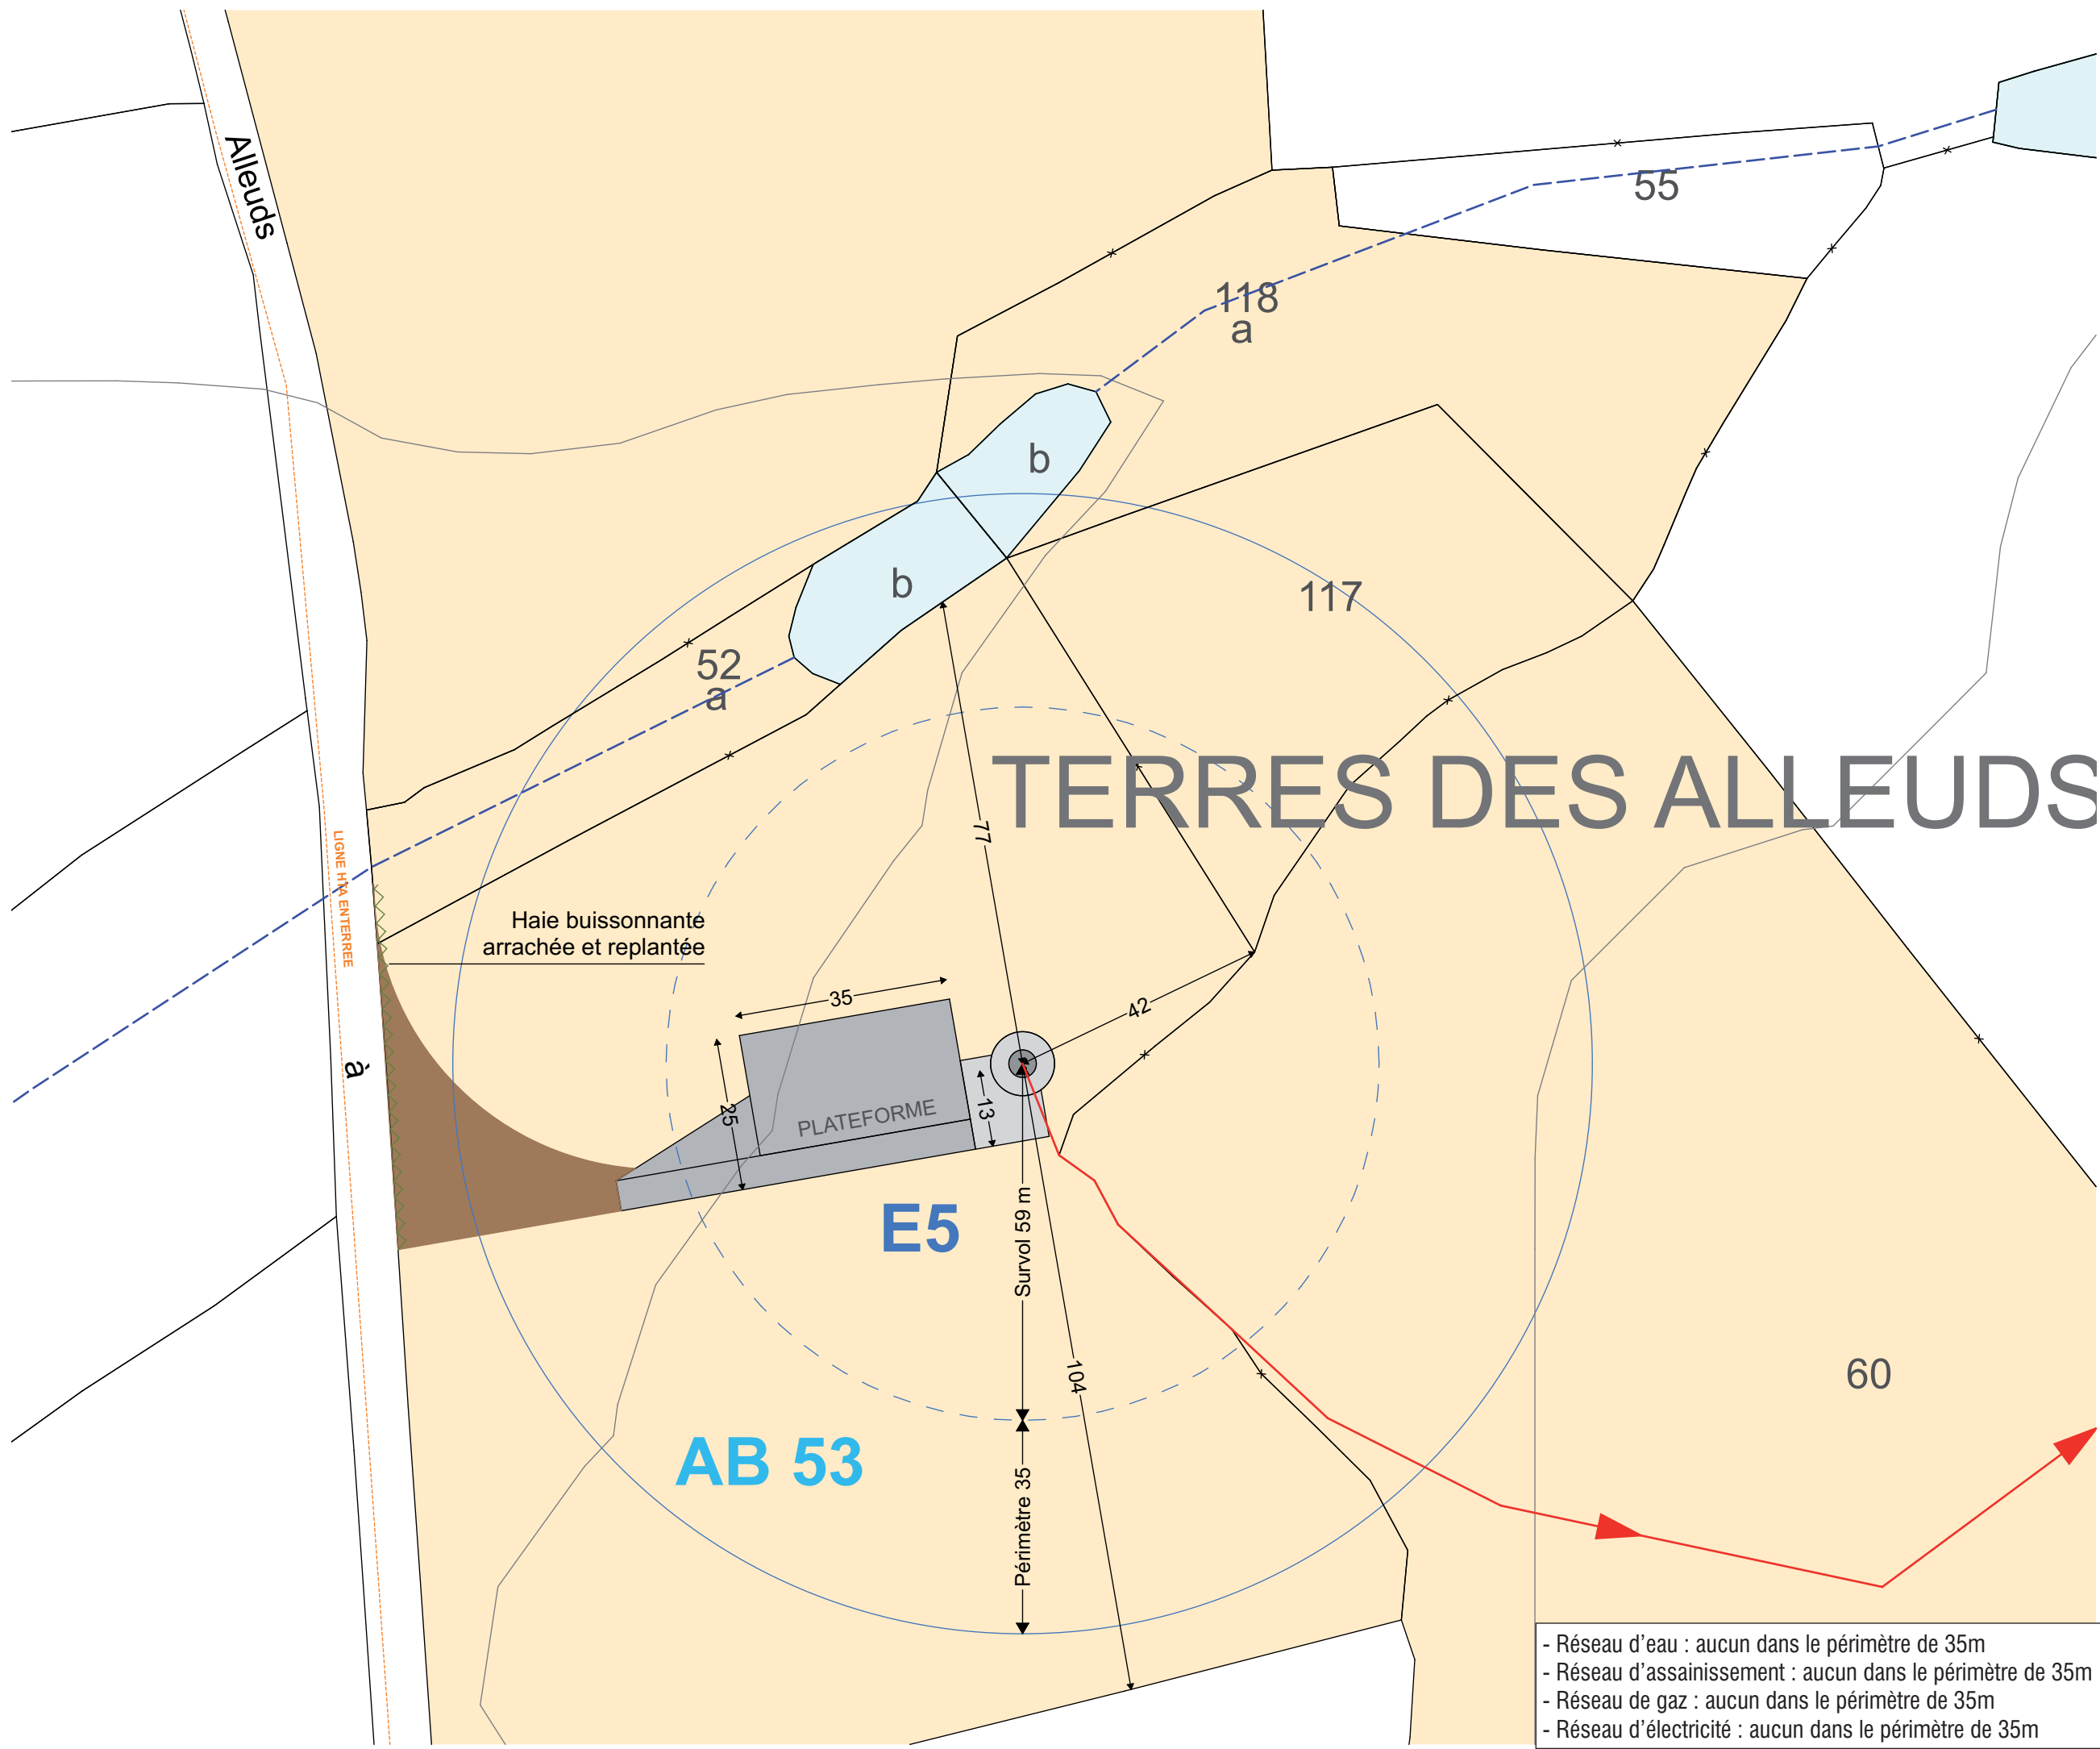 Alleuds
55
118
a
b
b
117
52
a
TERRES DES ALLEUDS
77
LIGNE HTA ENTERREE
Haie buissonnante
arrachée et replantée
35
42
à
25
PLATEFORME
13
E5
Survol 59 m
104
60
AB 53
Périmètre 35
- Réseau d'eau : aucun dans le périmètre de 35m
- Réseau d'assainissement : aucun dans le périmètre de 35m
- Réseau de gaz : aucun dans le périmètre de 35m
- Réseau d'électricité : aucun dans le périmètre de 35m